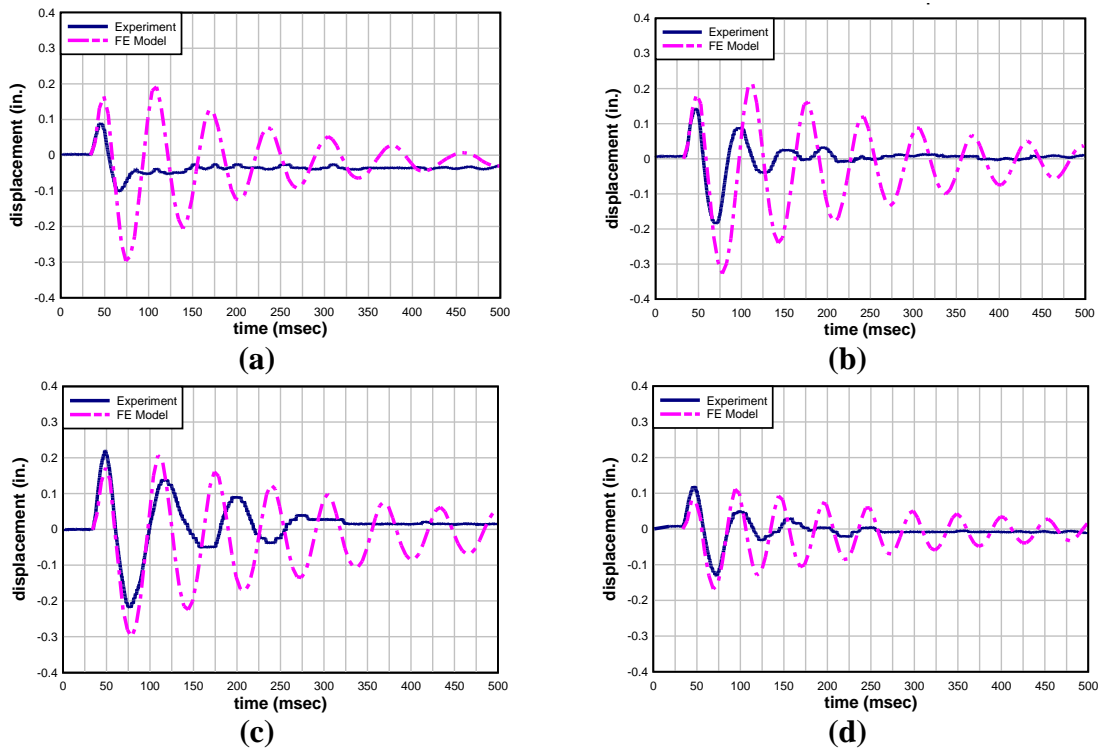 0.4
0.3
0.2
0.1
0
-0.1
-0.2
-0.3
-0.4
displacement (in.)
Experiment
FE Model
0 50 100 150 200 250 300 350 400 450 500
time (msec)
(a)
0.4
0.3
0.2
0.1
0
-0.1
-0.2
-0.3
-0.4
displacement (in.)
Experiment
FE Model
0 50 100 150 200 250 300 350 400 450 500
time (msec)
(b)
0.4
0.3
0.2
0.1
0
-0.1
-0.2
-0.3
-0.4
displacement (in.)
Experiment
FE Model
0 50 100 150 200 250 300 350 400 450 500
time (msec)
(c)
0.4
0.3
0.2
0.1
0
-0.1
-0.2
-0.3
-0.4
displacement (in.)
Experiment
FE Model
0 50 100 150 200 250 300 350 400 450 500
time (msec)
(d)